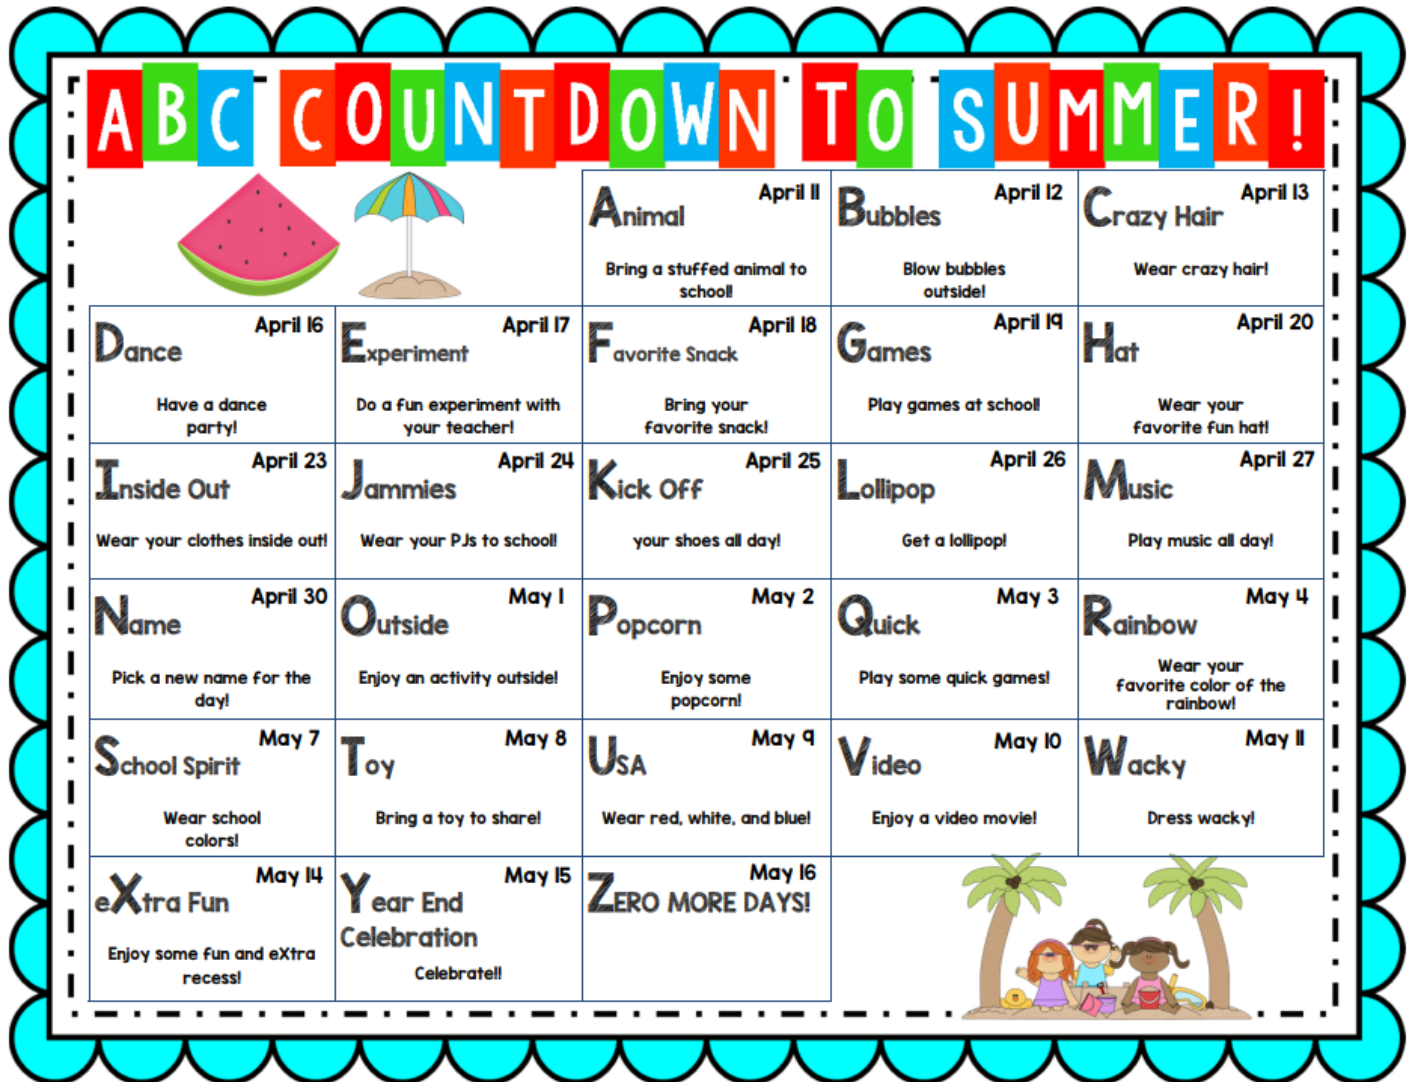 ABC COUNTDOWN TO SUMMER!
April 11
Animal
Bring a stuffed animal to
school!
April 12
Bubbles
Blow bubbles
outside!
April 13
Crazy Hair
Wear crazy hair!
April 16
Dance
Have a dance
party!
April 17
Experiment
Do a fun experiment with
your teacher!
April 18
Favorite Snack
Bring your
favorite snack!
April 19
Games
Play games at school!
April 20
Hat
Wear your
favorite fun hat!
April 23
Inside Out
Wear your clothes inside out!
April 24
Jammies
Wear your PJs to school!
April 25
Kick Off
your shoes all day!
April 26
Lollipop
Get a lollipop!
April 27
Music
Play music all day!
April 30
Name
Pick a new name for the
day!
May 1
Outside
Enjoy an activity outside!
May 2
Popcorn
Enjoy some
popcorn!
May 3
Quick
Play some quick games!
May 4
Rainbow
Wear your
favorite color of the
rainbow!
May 7
School Spirit
Wear school
colors!
May 8
Toy
Bring a toy to share!
May 9
USA
Wear red, white, and blue!
May 10
Video
Enjoy a video movie!
May 11
Wacky
Dress wacky!
May 14
eXtra Fun
Enjoy some fun and eXtra
recess!
May 15
Year End
Celebration
Celebrate!!
May 16
ZERO MORE DAYS!